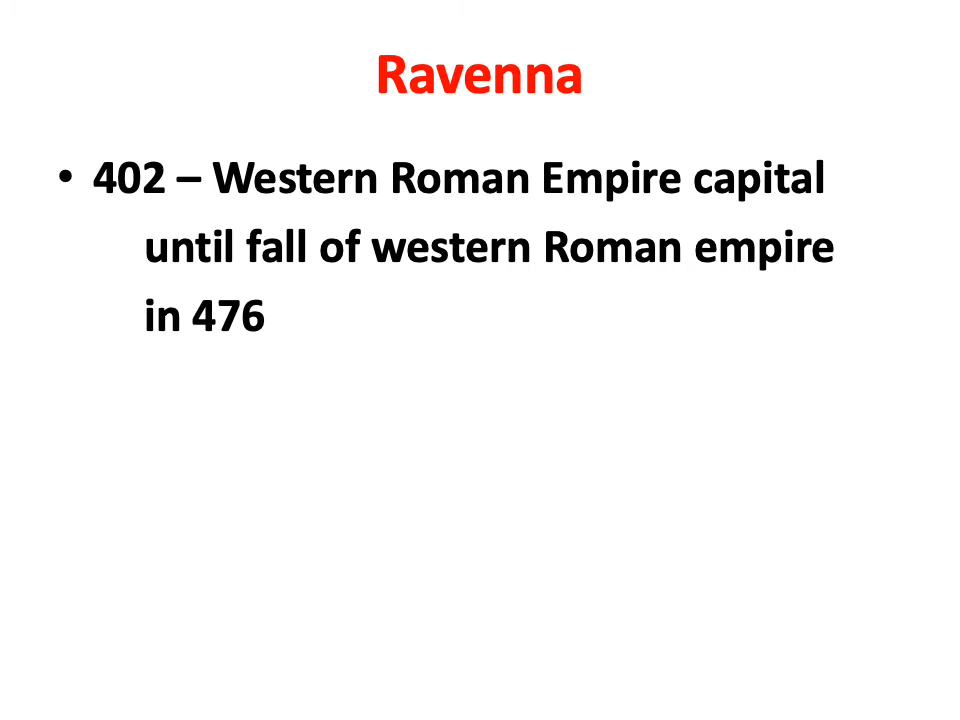 Ravenna
• 402 – Western Roman Empire capital
until fall of western Roman empire
in 476